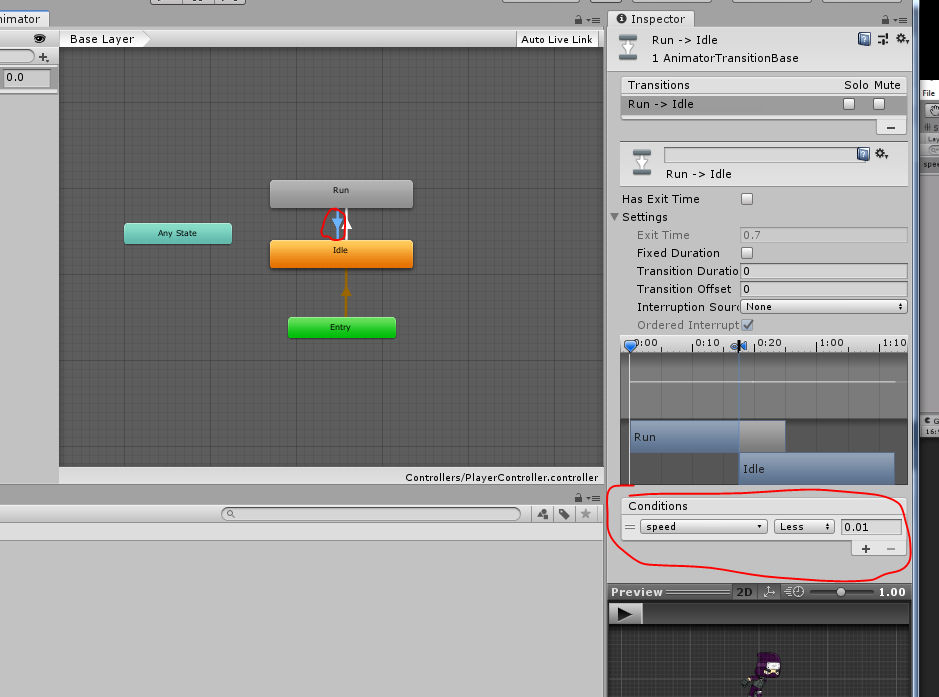 nimator
Inspector
Base Layer
Auto Live Link
0.0
Run -> Idle
1 AnimatorTransitionBase
File
Transitions
Solo Mute
Run -> Idle
Run -> Idle
Has Exit Time
Settings
Exit Time
0.7
Fixed Duration
Transition Duratio
0
Transition Offset
0
Interruption Sourc
None
Ordered Interrupt
0:00
0:10
0:20
1:00
1:10
Run
Idle
Run
Any State
Idle
Entry
Controllers/PlayerController.controller
Conditions
speed
Less
0.01
Preview
2D
1.00